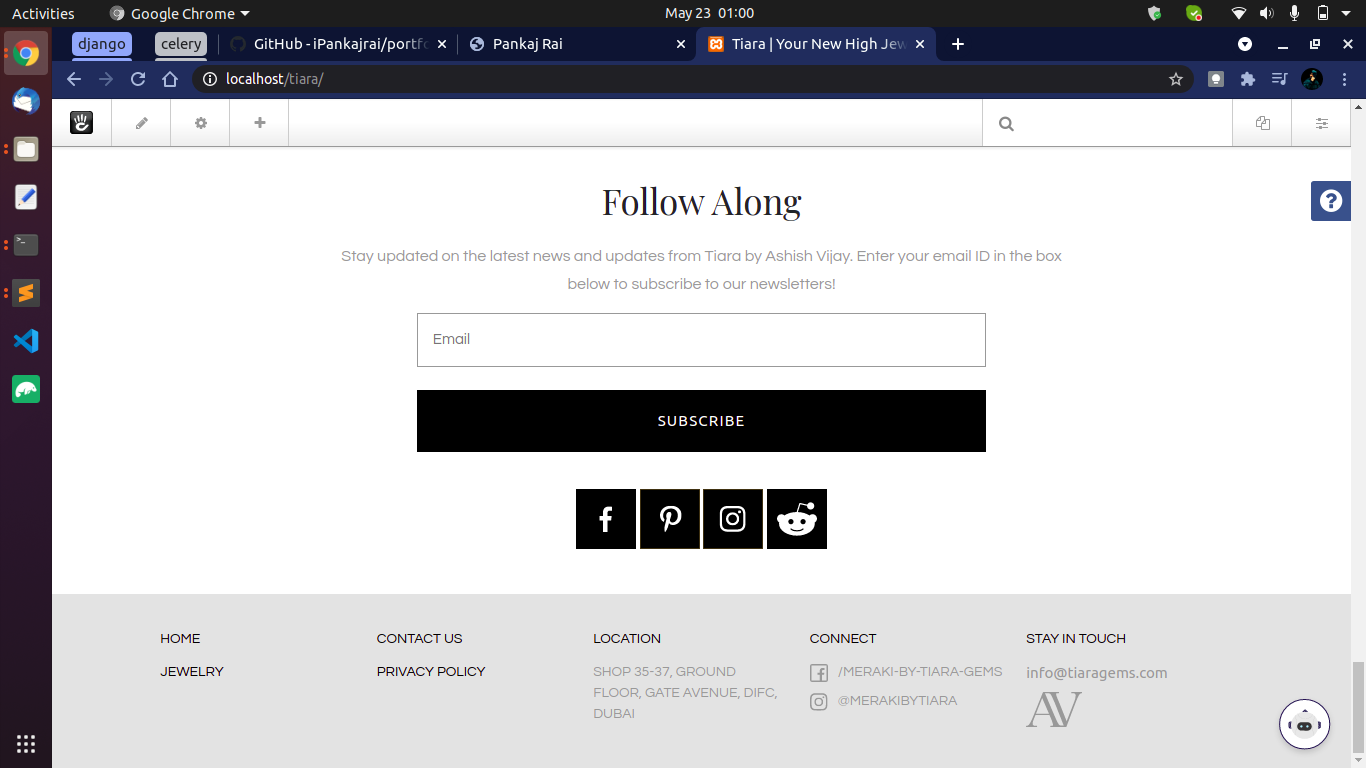 Activities Google Chrome May 23 01:00
django celery GitHub - iPankajrai/portfo Pankaj Rai Tiara | Your New High Jew
localhost/tiara/
Follow Along
Stay updated on the latest news and updates from Tiara by Ashish Vijay. Enter your email ID in the box
below to subscribe to our newsletters!
Email
SUBSCRIBE
HOME CONTACT US LOCATION CONNECT STAY IN TOUCH
JEWELRY PRIVACY POLICY SHOP 35-37, GROUND /MERAKI-BY-TIARA-GEMS info@tiaragems.com
FLOOR, GATE AVENUE, DIFC, @MERAKIBYTIARA AV
DUBAI